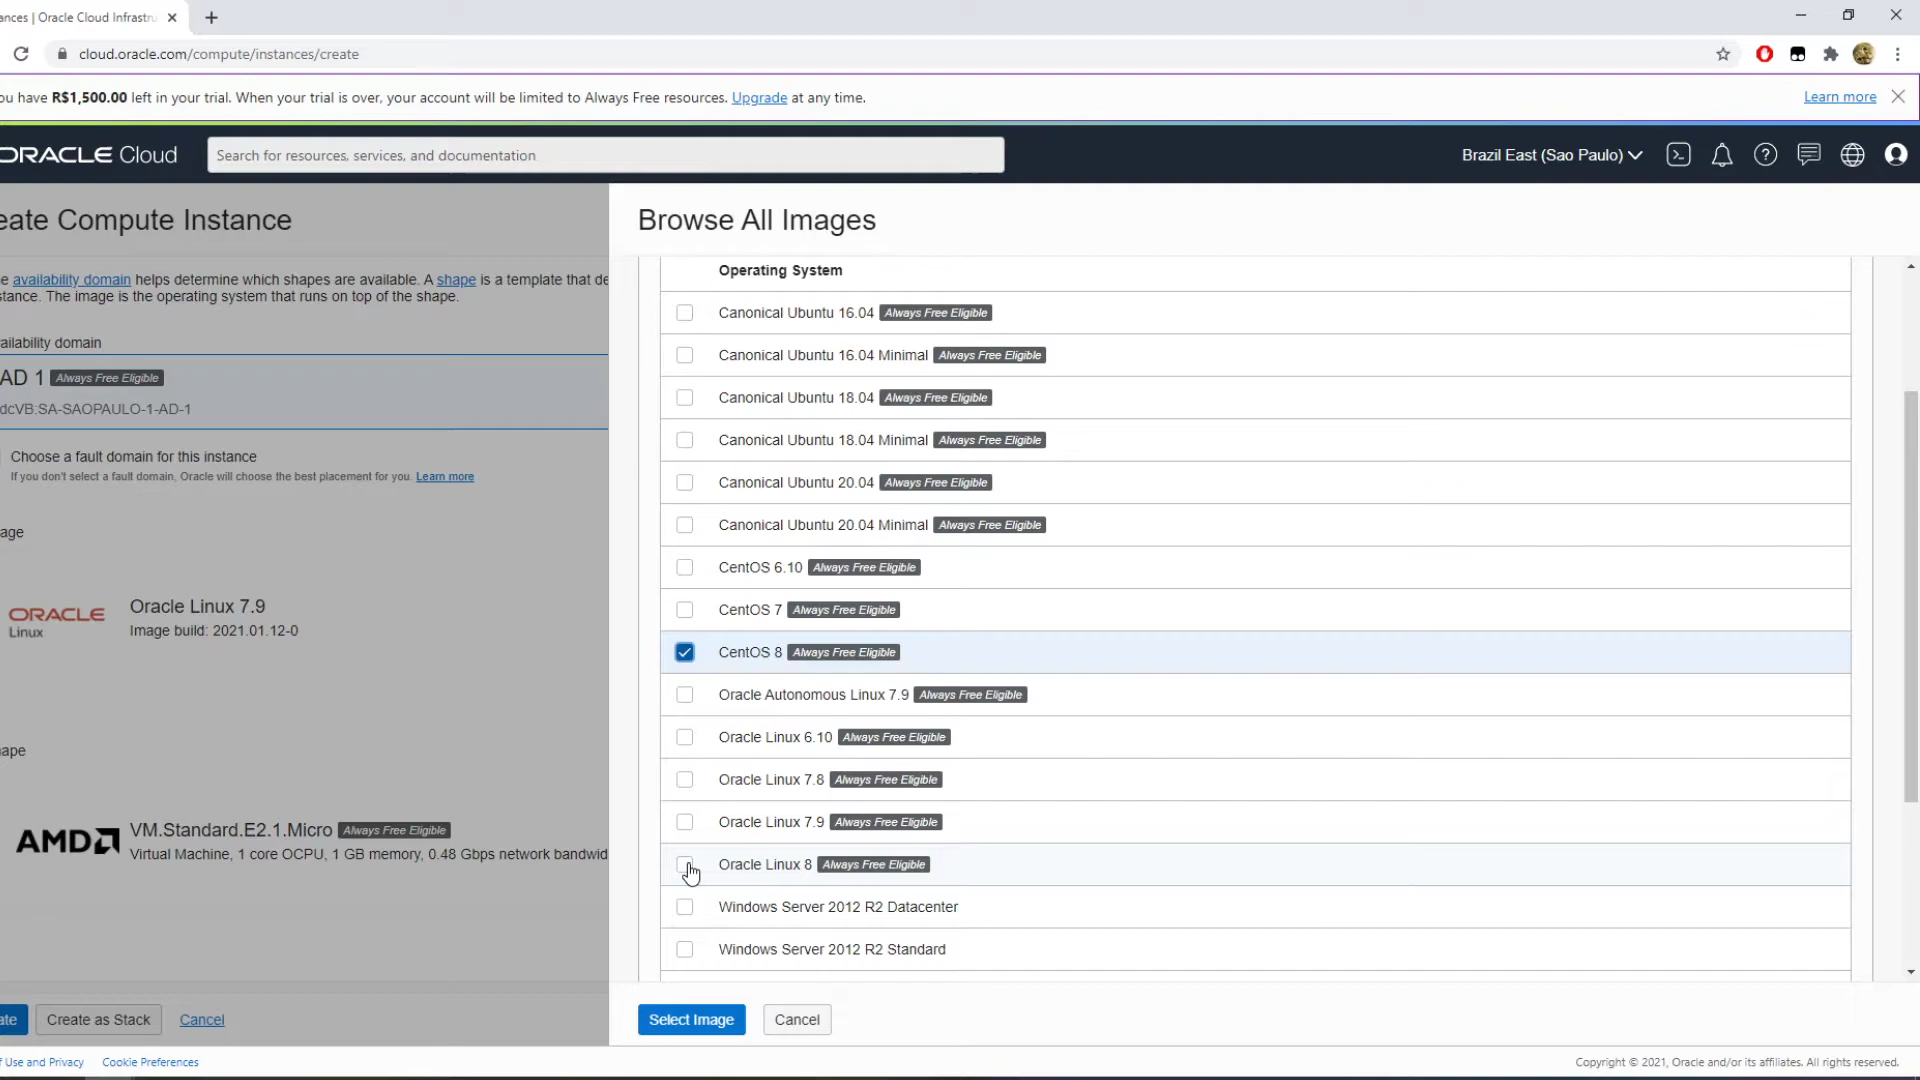 ances | Oracle Cloud Infrastru
cloud.oracle.com/compute/instances/create
ou have R$1,500.00 left in your trial. When your trial is over, your account will be limited to Always Free resources. Upgrade at any time.
Learn more
ORACLE Cloud
Search for resources, services, and documentation
Brazil East (Sao Paulo)
eate Compute Instance
e availability domain helps determine which shapes are available. A shape is a template that de
stance. The image is the operating system that runs on top of the shape.
ailability domain
AD 1 Always Free Eligible
dcVB:SA-SAOPAULO-1-AD-1
Choose a fault domain for this instance
If you don't select a fault domain, Oracle will choose the best placement for you. Learn more
age
ORACLE
Linux
Oracle Linux 7.9
Image build: 2021.01.12-0
ape
AMD
VM.Standard.E2.1.Micro Always Free Eligible
Virtual Machine, 1 core OCPU, 1 GB memory, 0.48 Gbps network bandwid
ate
Create as Stack
Cancel
Browse All Images
Operating System
Canonical Ubuntu 16.04 Always Free Eligible
Canonical Ubuntu 16.04 Minimal Always Free Eligible
Canonical Ubuntu 18.04 Always Free Eligible
Canonical Ubuntu 18.04 Minimal Always Free Eligible
Canonical Ubuntu 20.04 Always Free Eligible
Canonical Ubuntu 20.04 Minimal Always Free Eligible
CentOS 6.10 Always Free Eligible
CentOS 7 Always Free Eligible
CentOS 8 Always Free Eligible
Oracle Autonomous Linux 7.9 Always Free Eligible
Oracle Linux 6.10 Always Free Eligible
Oracle Linux 7.8 Always Free Eligible
Oracle Linux 7.9 Always Free Eligible
Oracle Linux 8 Always Free Eligible
Windows Server 2012 R2 Datacenter
Windows Server 2012 R2 Standard
Select Image
Cancel
f Use and Privacy
Cookie Preferences
Copyright © 2021, Oracle and/or its affiliates. All rights reserved.